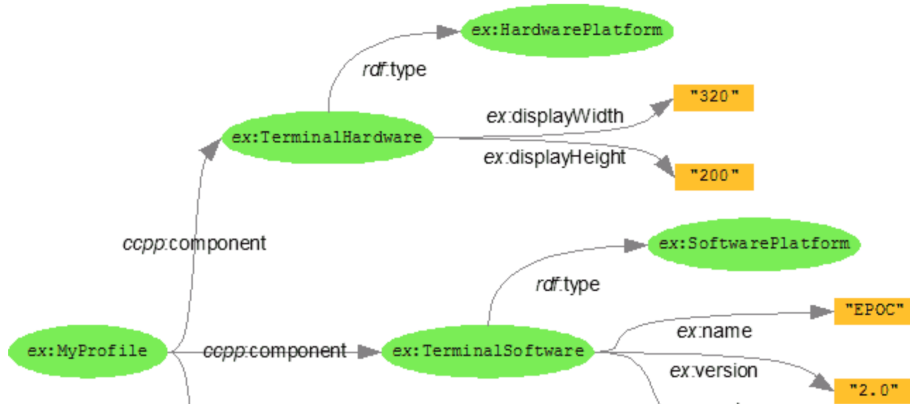 ex:HardwarePlatform
rdf:type
"320"
ex:displayWidth
ex:TerminalHardware
ex:displayHeight
"200"
ccpp:component
ex:SoftwarePlatform
rdf:type
"EPOC"
ex:name
ex:MyProfile
ccpp:component
ex:TerminalSoftware
ex:version
"2.0"